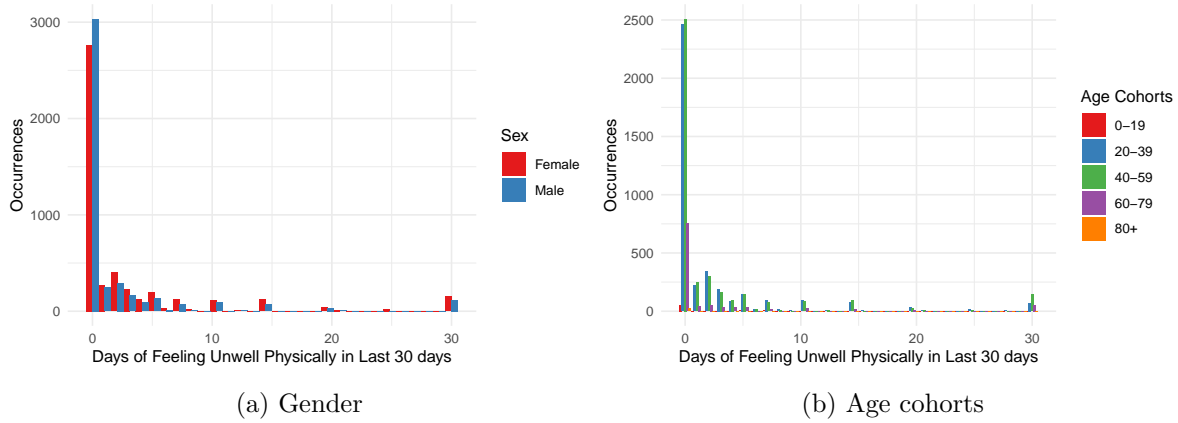 3000
2000
1000
0
Occurrences
0
10
20
30
Days of Feeling Unwell Physically in Last 30 days
Sex
Female
Male
(a) Gender
2500
2000
1500
1000
500
0
Occurrences
0
10
20
30
Days of Feeling Unwell Physically in Last 30 days
Age Cohorts
0–19
20–39
40–59
60–79
80+
(b) Age cohorts